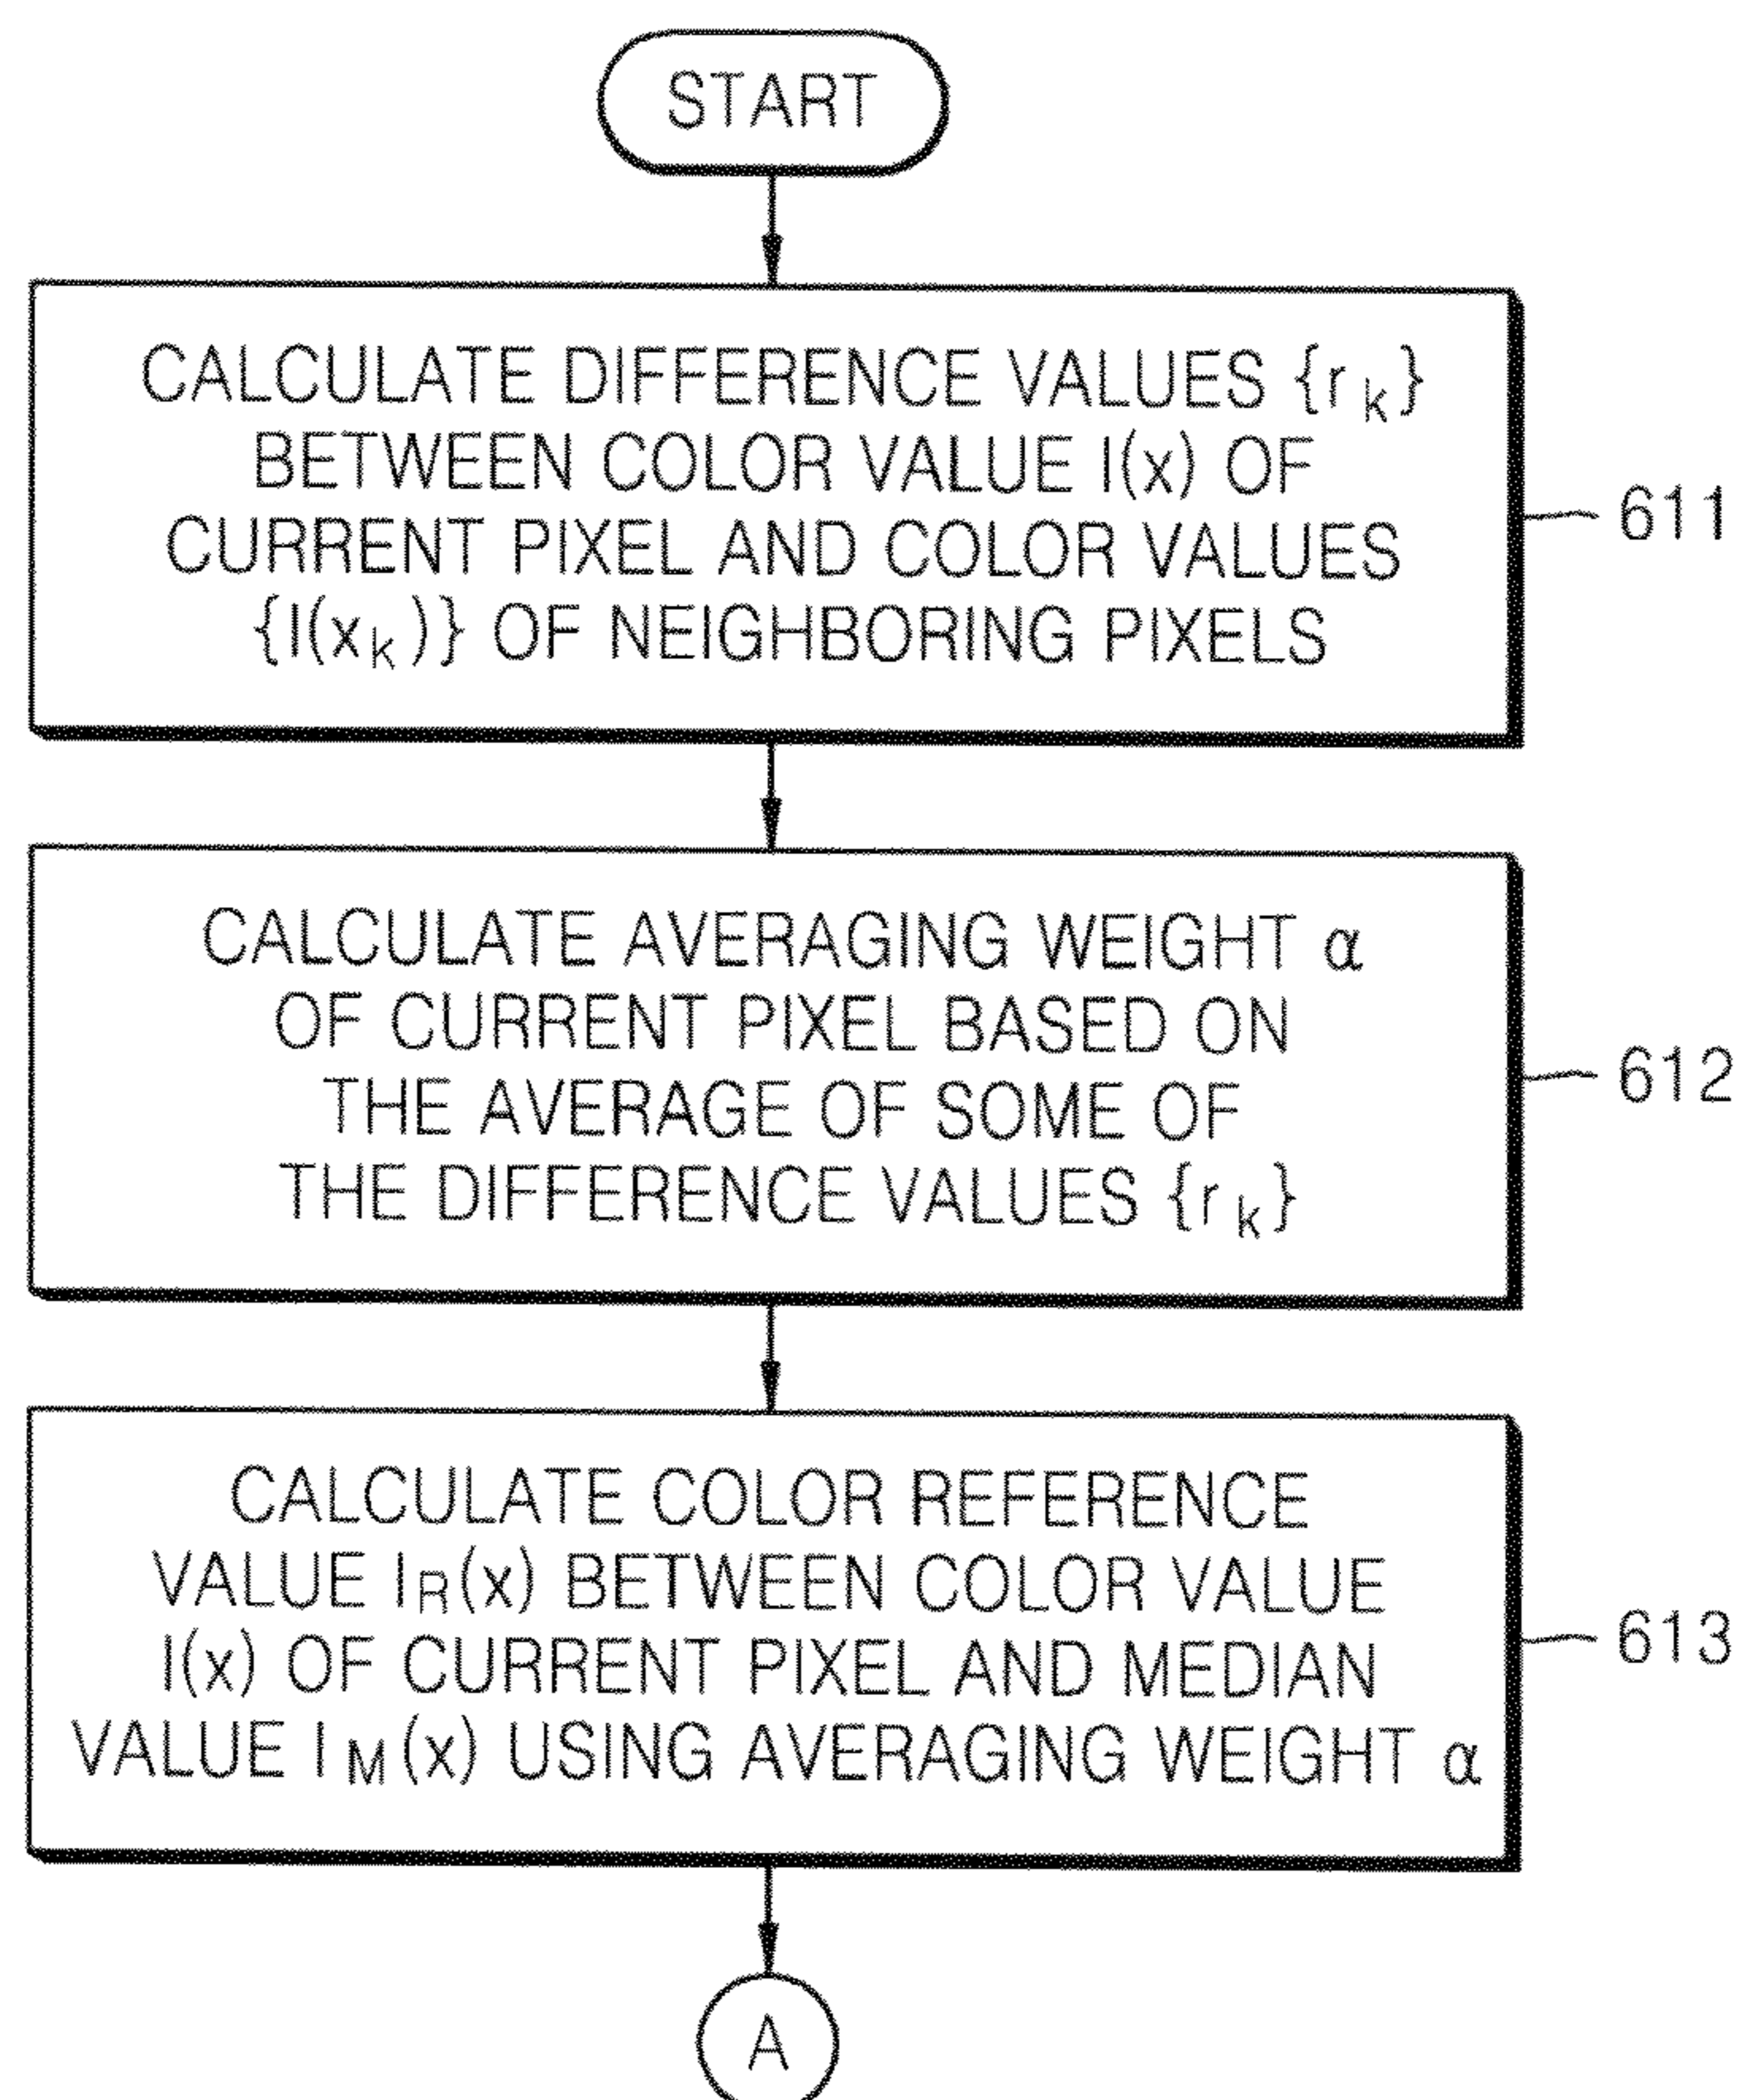 START
CALCULATE DIFFERENCE VALUES {r k}
BETWEEN COLOR VALUE I(x) OF
CURRENT PIXEL AND COLOR VALUES
{I(x k)} OF NEIGHBORING PIXELS
611
CALCULATE AVERAGING WEIGHT α
OF CURRENT PIXEL BASED ON
THE AVERAGE OF SOME OF
THE DIFFERENCE VALUES {r k}
612
CALCULATE COLOR REFERENCE
VALUE I R(x) BETWEEN COLOR VALUE
I(x) OF CURRENT PIXEL AND MEDIAN
VALUE I M(x) USING AVERAGING WEIGHT α
613
A